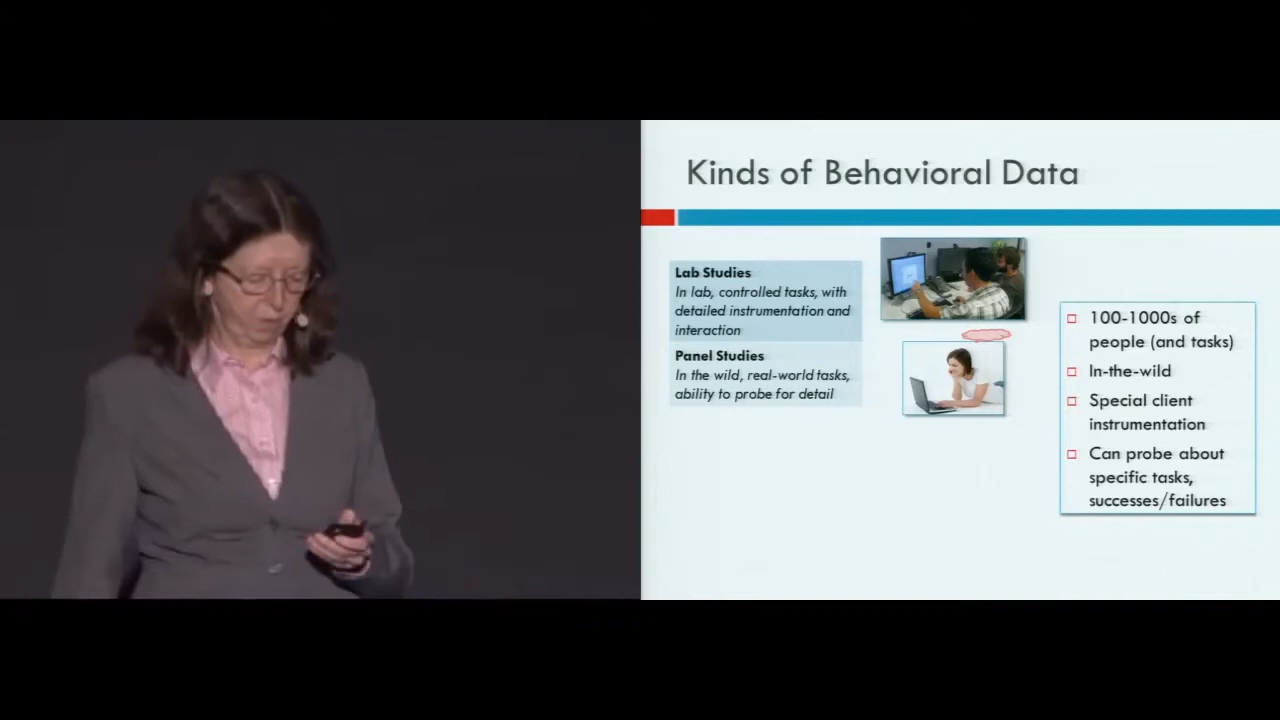 Kinds of Behavioral Data
Lab Studies
In lab, controlled tasks, with
detailed instrumentation and
interaction
Panel Studies
In the wild, real-world tasks,
ability to probe for detail
100-1000s of
people (and tasks)
In-the-wild
Special client
instrumentation
Can probe about
specific tasks,
successes/failures